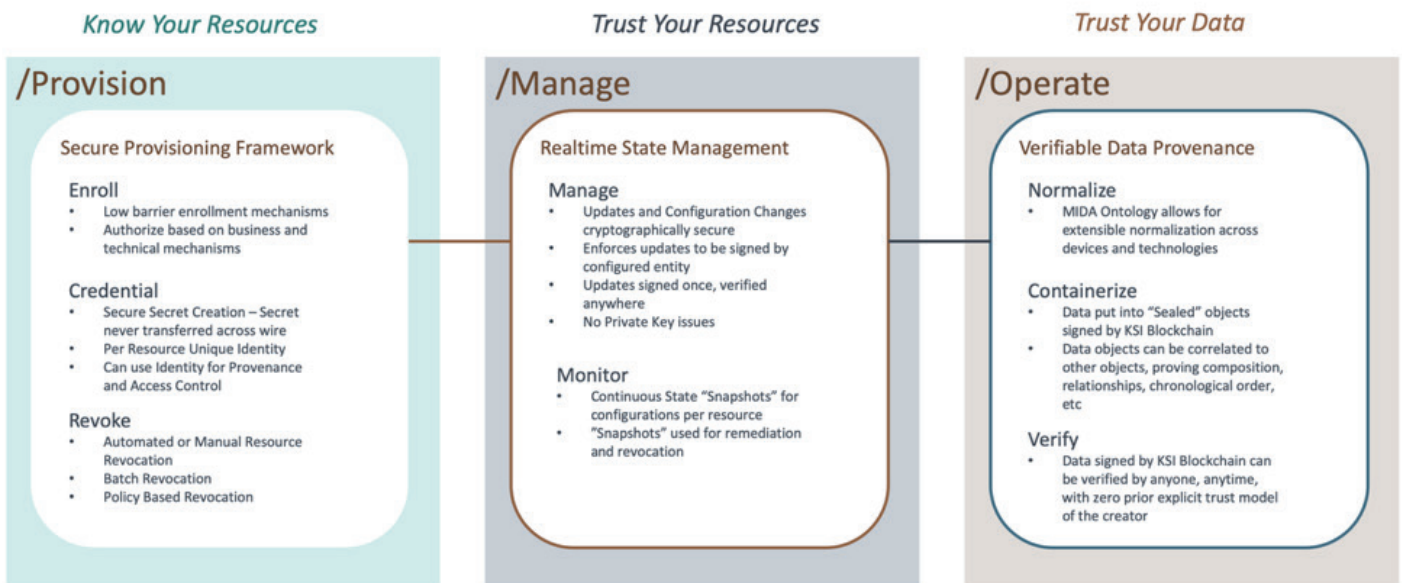 Know Your Resources
/Provision
Secure Provisioning Framework
Enroll
• Low barrier enrollment mechanisms
• Authorize based on business and
technical mechanisms
Credential
• Secure Secret Creation – Secret
never transferred across wire
• Per Resource Unique Identity
• Can use Identity for Provenance
and Access Control
Revoke
• Automated or Manual Resource
Revocation
• Batch Revocation
• Policy Based Revocation
Trust Your Resources
/Manage
Realtime State Management
Manage
• Updates and Configuration Changes
cryptographically secure
• Enforces updates to be signed by
configured entity
• Updates signed once, verified
anywhere
• No Private Key issues
Monitor
• Continuous State “Snapshots” for
configurations per resource
• ”Snapshots” used for remediation
and revocation
Trust Your Data
/Operate
Verifiable Data Provenance
Normalize
• MIDA Ontology allows for
extensible normalization across
devices and technologies
Containerize
• Data put into “Sealed” objects
signed by KSI Blockchain
• Data objects can be correlated to
other objects, proving composition,
relationships, chronological order,
etc
Verify
• Data signed by KSI Blockchain can
be verified by anyone, anytime,
with zero prior explicit trust model
of the creator